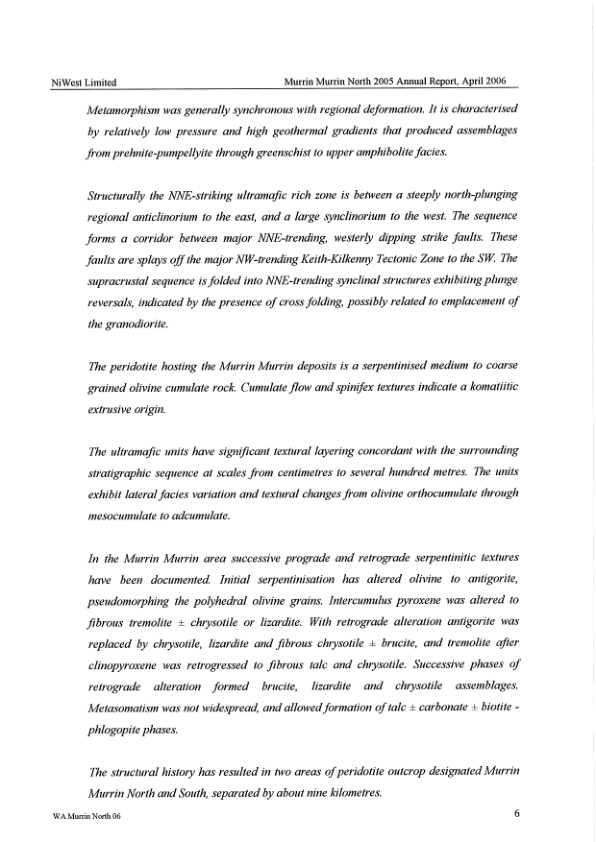 NiWest Limited Murrin Murrin North 2005 Annual Report, April 2006
Metamorphism was generally synchronous with regional deformation. It is characterised
by relatively low pressure and high geothermal gradients that produced assemblages
from prehnite-pumpellyite through greenschist to upper amphibolite facies.
Structurally the NNE-striking ultramafic rich zone is between a steeply north-plunging
regional anticlinorium to the east, and a large synclinorium to the west. The sequence
forms a corridor between major NNE-trending, westerly dipping strike faults. These
faults are splays off the major NW-trending Keith-Kilkenny Tectonic Zone to the SW. The
supracrustal sequence is folded into NNE-trending synclinal structures exhibiting plunge
reversals, indicated by the presence of cross folding, possibly related to emplacement of
the granodiorite.
The peridotite hosting the Murrin Murrin deposits is a serpentinised medium to coarse
grained olivine cumulate rock. Cumulate flow and spinifex textures indicate a komatiitic
extrusive origin.
The ultramafic units have significant textural layering concordant with the surrounding
stratigraphic sequence at scales from centimetres to several hundred metres. The units
exhibit lateral facies variation and textural changes from olivine orthocumulate through
mesocumulate to adcumulate.
In the Murrin Murrin area successive prograde and retrograde serpentinitic textures
have been documented. Initial serpentinisation has altered olivine to antigorite,
pseudomorphing the polyhedral olivine grains. Intercumulus pyroxene was altered to
fibrous tremolite ± chrysotile or lizardite. With retrograde alteration antigorite was
replaced by chrysotile, lizardite and fibrous chrysotile ± brucite, and tremolite after
clinopyroxene was retrogressed to fibrous talc and chrysotile. Successive phases of
retrograde alteration formed brucite, lizardite and chrysotile assemblages.
Metasomatism was not widespread, and allowed formation of talc ± carbonate ± biotite -
phlogopite phases.
The structural history has resulted in two areas of peridotite outcrop designated Murrin
Murrin North and South, separated by about nine kilometres.
WA Murrin North 06 6